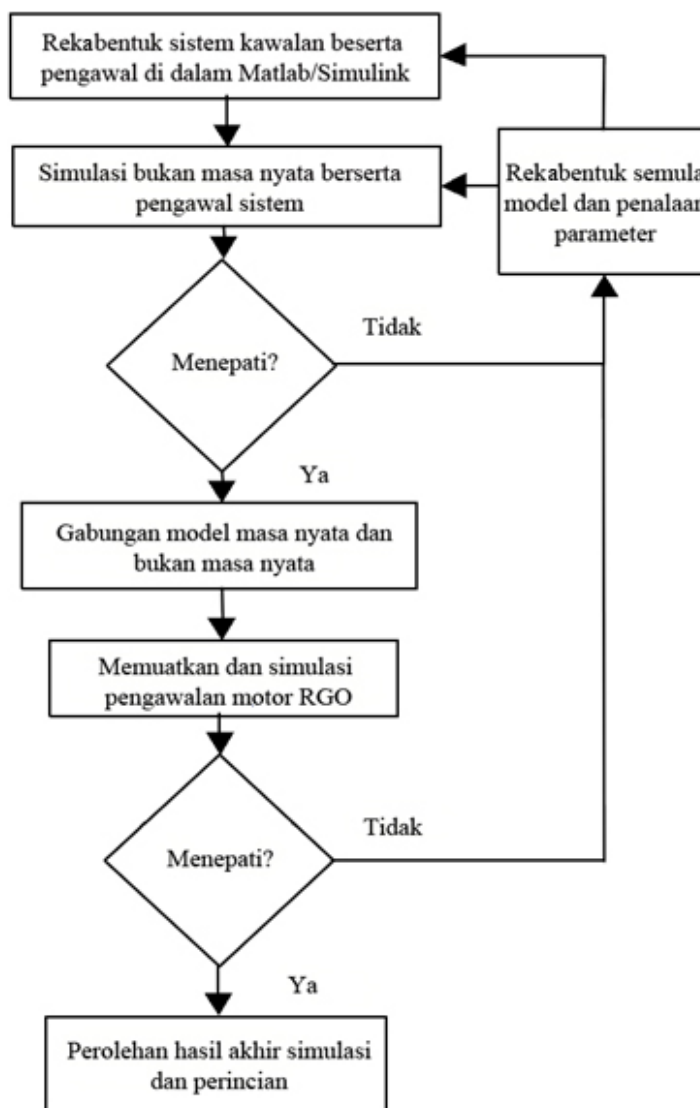 Rekabentuk sistem kawalan beserta
pengawal di dalam Matlab/Simulink
Simulasi bukan masa nyata berserta
pengawal sistem
Rekabentuk semula
model dan penalaan
parameter
Menepati?
Tidak
Ya
Gabungan model masa nyata dan
bukan masa nyata
Memuatkan dan simulasi
pengawalan motor RGO
Menepati?
Tidak
Ya
Perolehan hasil akhir simulasi
dan perincian